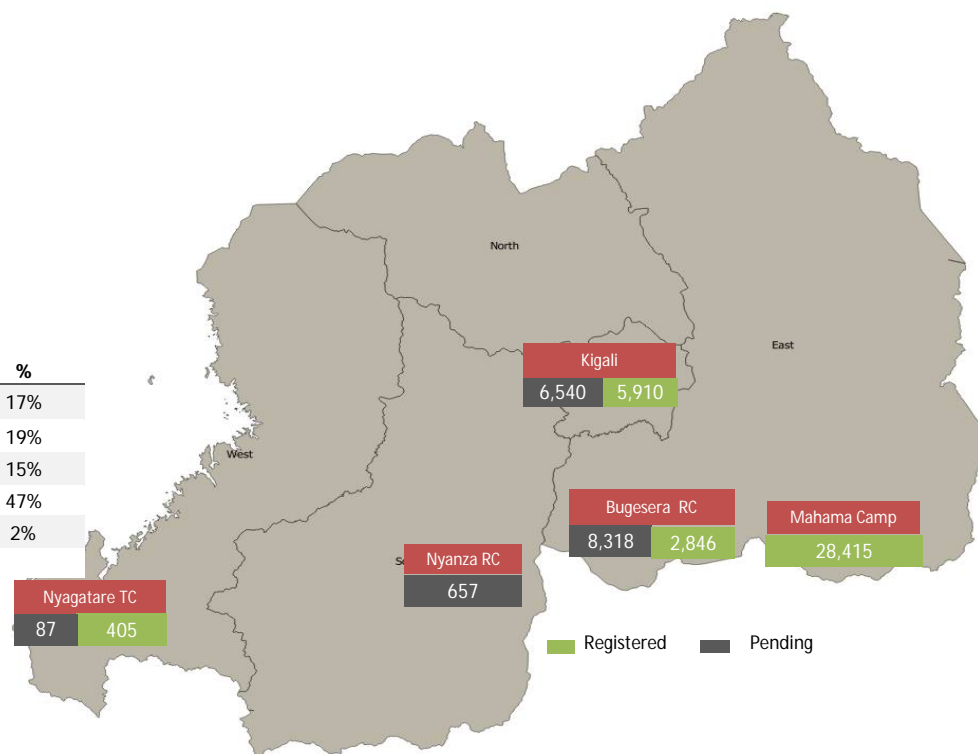 North
East
Kigali
6,540 5,910
%
17%
19%
15%
47%
2%
West
Bugesera RC
8,318 2,846
Mahama Camp
28,415
Nyanza RC
657
Nyagatare TC
87 405
Registered Pending